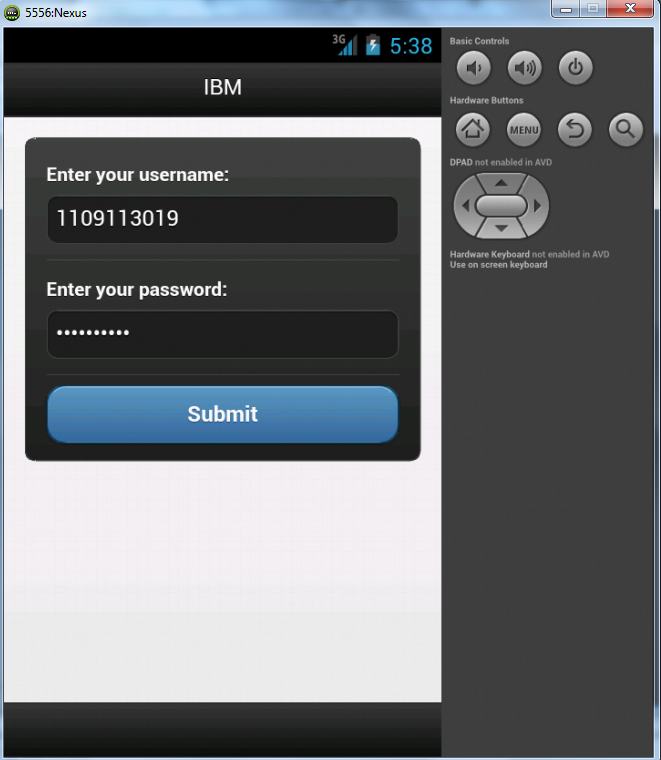 5556:Nexus
3G 5:38
IBM
Enter your username:
1109113019
Enter your password:
••••••••••
Submit
Basic Controls
Hardware Buttons
MENU
DPAD not enabled in AVD
Hardware Keyboard not enabled in AVD
Use on screen keyboard